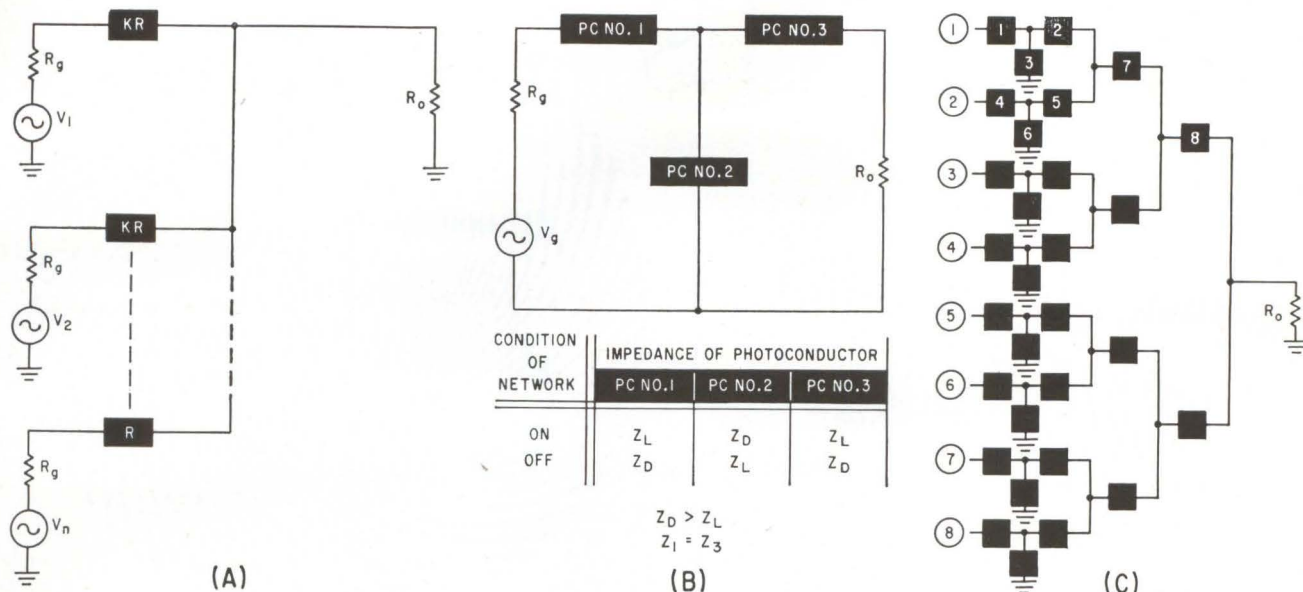 KR
Rg
V1
Ro
KR
Rg
V2
R
Rg
Vn
(A)
PC NO.1
PC NO.3
Rg
PC NO.2
Ro
Vg
CONDITION OF NETWORK
IMPEDANCE OF PHOTOCONDUCTOR
PC NO.1 PC NO.2 PC NO.3
ON ZL ZD ZL
OFF ZD ZL ZD
ZD > ZL
Z1 = Z3
(B)
1 1 2
3
7
2 4 5
6
8
3
4
5
Ro
6
7
8
(C)